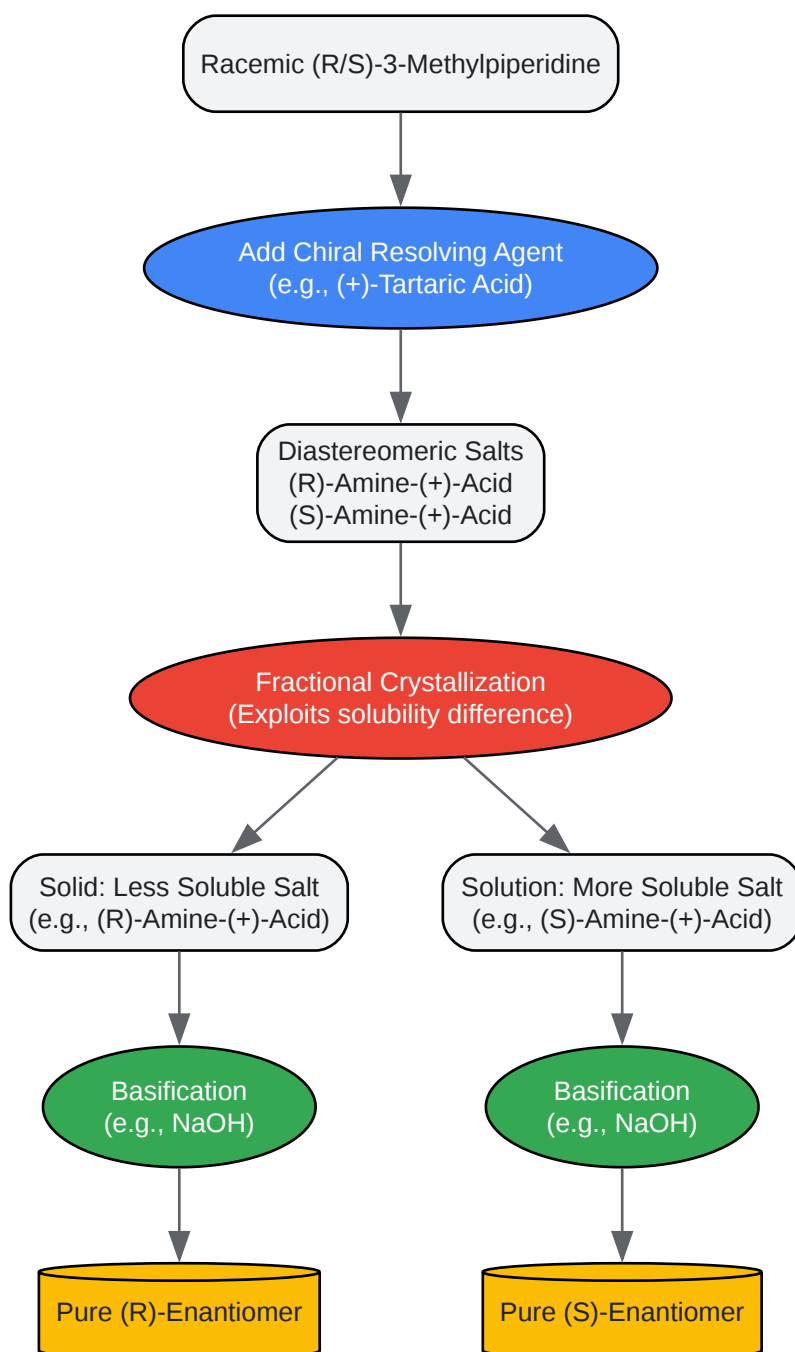 Racemic (R/S)-3-Methylpiperidine
Add Chiral Resolving Agent
(e.g., (+)-Tartaric Acid)
Diastereomeric Salts
(R)-Amine-(+)-Acid
(S)-Amine-(+)-Acid
Fractional Crystallization
(Exploits solubility difference)
Solid: Less Soluble Salt
(e.g., (R)-Amine-(+)-Acid)
Solution: More Soluble Salt
(e.g., (S)-Amine-(+)-Acid)
Basification
(e.g., NaOH)
Basification
(e.g., NaOH)
Pure (R)-Enantiomer
Pure (S)-Enantiomer